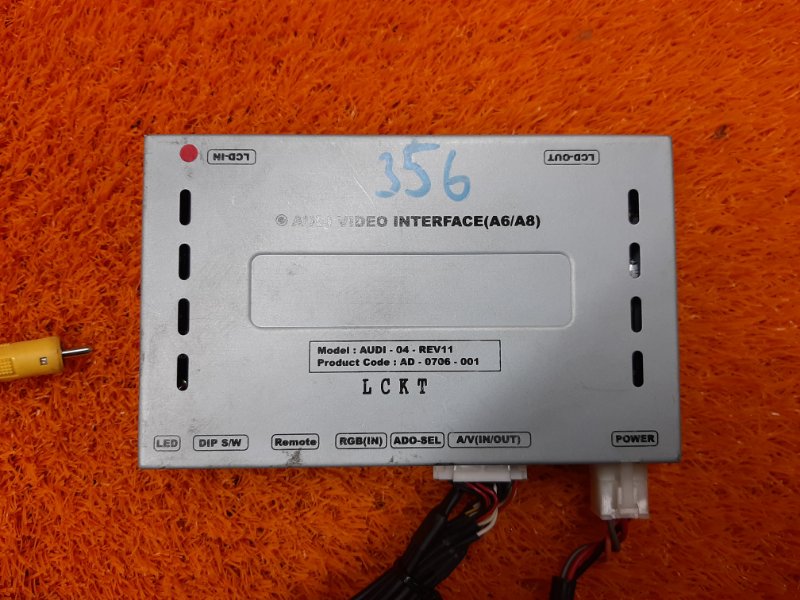 356
LCD-IN
LCD-OUT
AUDI VIDEO INTERFACE(A6/A8)
Model : AUDI - 04 - REV11
Product Code : AD - 0706 - 001
LCKT
LED DIP S/W Remote RGB(IN) ADO-SEL A/V(IN/OUT) POWER